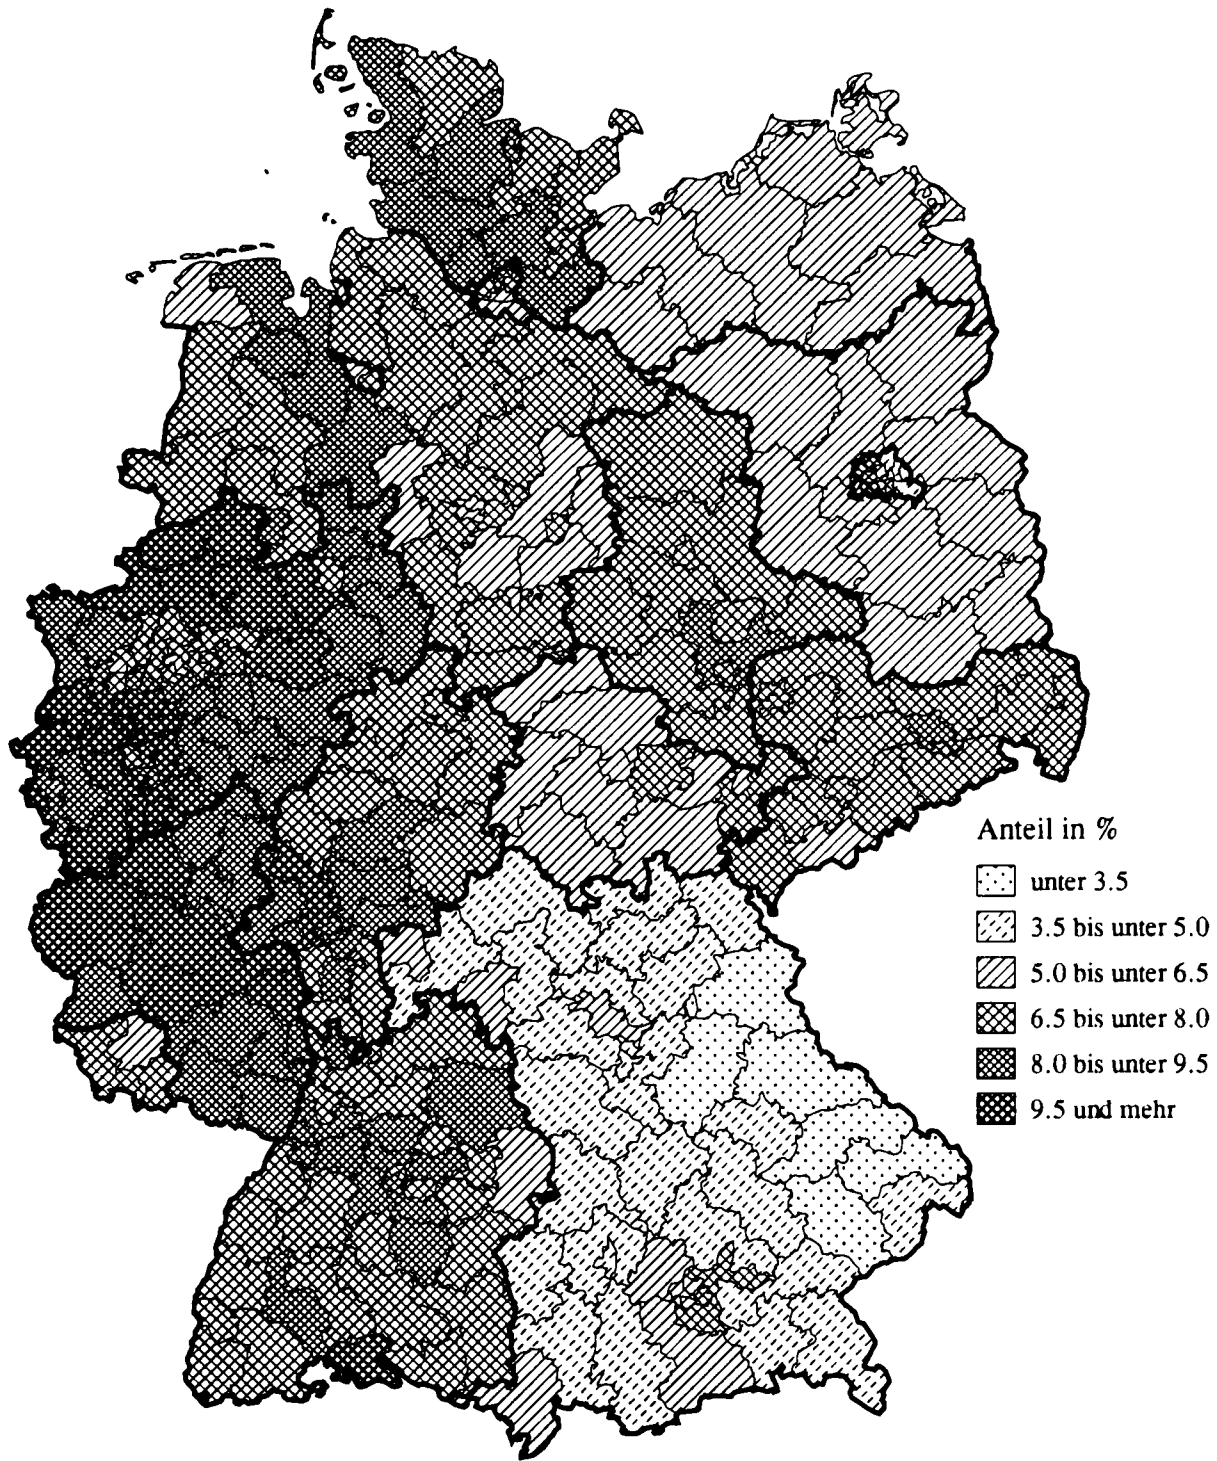 Anteil in %
unter 3.5
3.5 bis unter 5.0
5.0 bis unter 6.5
6.5 bis unter 8.0
8.0 bis unter 9.5
9.5 und mehr